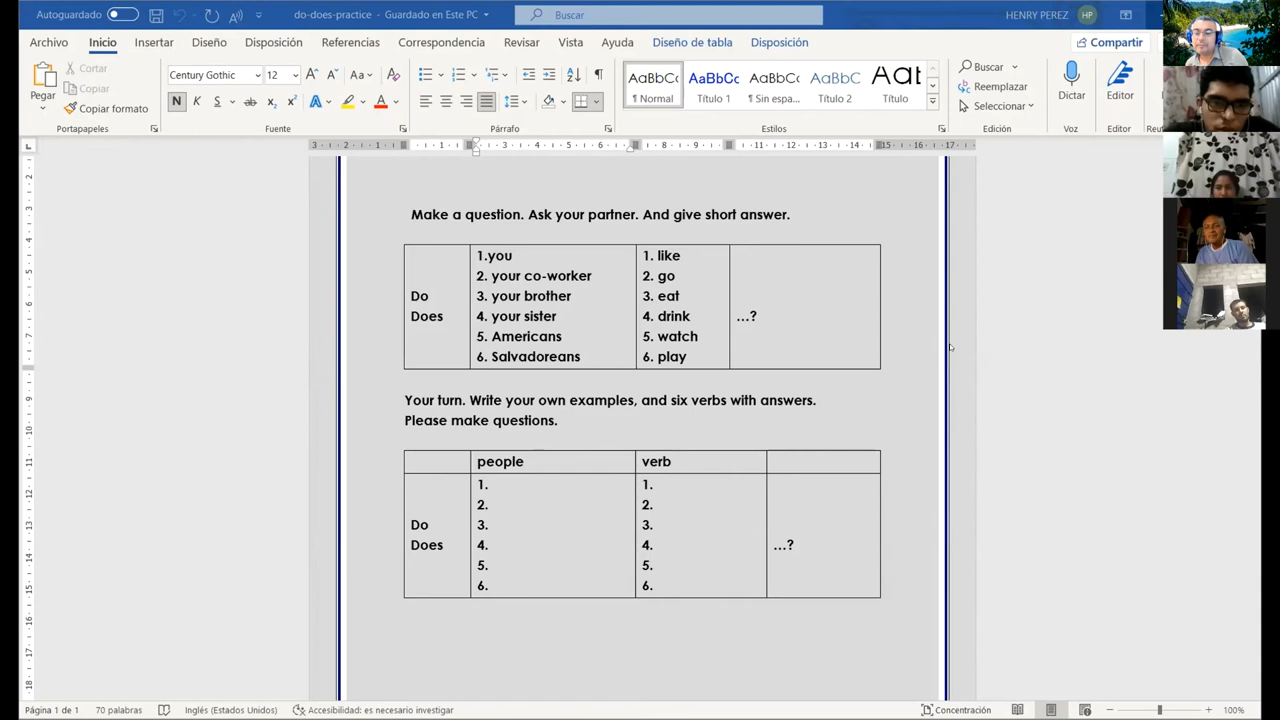 Autoguardado
do-does-practice - Guardado en Este PC
Buscar
HENRY PEREZ
HP
Archivo
Inicio
Insertar
Diseño
Disposición
Referencias
Correspondencia
Revisar
Vista
Ayuda
Diseño de tabla
Disposición
Compartir
Pegar
Cortar
Copiar
Copiar formato
Portapapeles
Century Gothic
12
Fuente
Párrafo
AaBbCc
Normal
AaBbCc
Título 1
AaBbCc
Sin espa...
AaBbC
Título 2
Título
Estilos
Buscar
Reemplazar
Seleccionar
Edición
Dictar
Voz
Editor
Editor
Make a question. Ask your partner. And give short answer.
Do
Does
1.you
2. your co-worker
3. your brother
4. your sister
5. Americans
6. Salvadoreans
1. like
2. go
3. eat
4. drink
5. watch
6. play
...?
Your turn. Write your own examples, and six verbs with answers.
Please make questions.
people
verb
Do
Does
1.
2.
3.
4.
5.
6.
1.
2.
3.
4.
5.
6.
...?
Página 1 de 1
70 palabras
Inglés (Estados Unidos)
Accesibilidad: es necesario investigar
Concentración
100%